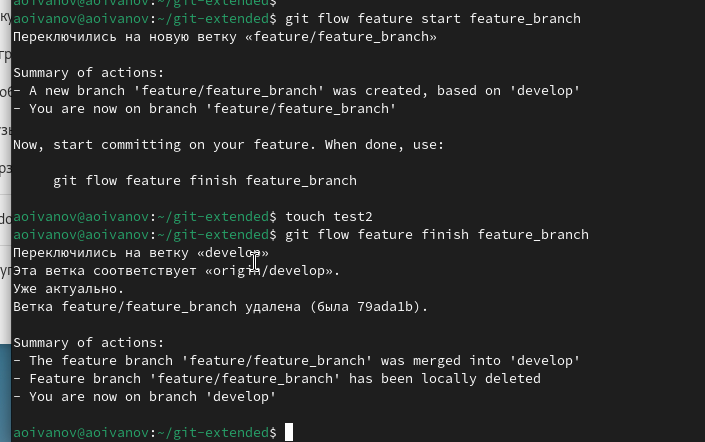 aoivanov@aoivanov:~/git-extended$
aoivanov@aoivanov:~/git-extended$ git flow feature start feature_branch
Переключились на новую ветку «feature/feature_branch»
Summary of actions:
- A new branch 'feature/feature_branch' was created, based on 'develop'
- You are now on branch 'feature/feature_branch'
Now, start committing on your feature. When done, use:
git flow feature finish feature_branch
aoivanov@aoivanov:~/git-extended$ touch test2
aoivanov@aoivanov:~/git-extended$ git flow feature finish feature_branch
Переключились на ветку «develop»
Эта ветка соответствует «origin/develop».
Уже актуально.
Ветка feature/feature_branch удалена (была 79ada1b).
Summary of actions:
- The feature branch 'feature/feature_branch' was merged into 'develop'
- Feature branch 'feature/feature_branch' has been locally deleted
- You are now on branch 'develop'
aoivanov@aoivanov:~/git-extended$